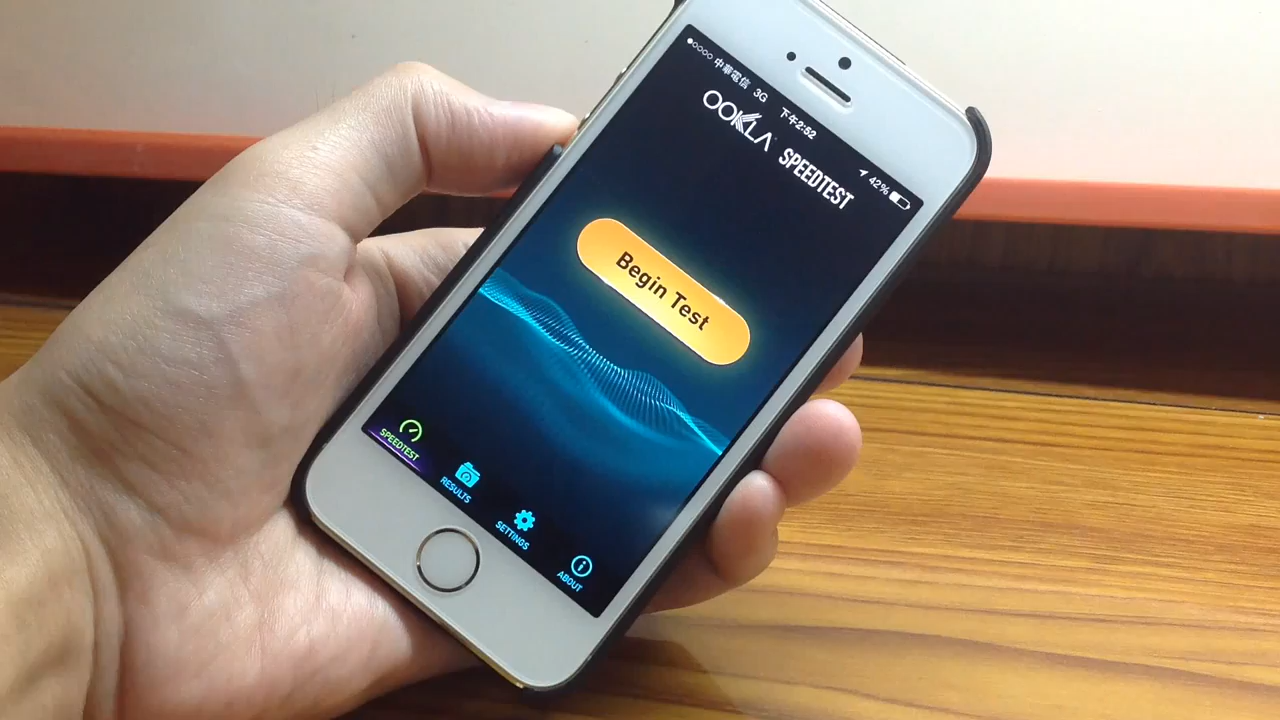 中華電信 3G 下午2:52 42%
OOKLA SPEEDTEST
Begin Test
SPEEDTEST
RESULTS
SETTINGS
ABOUT